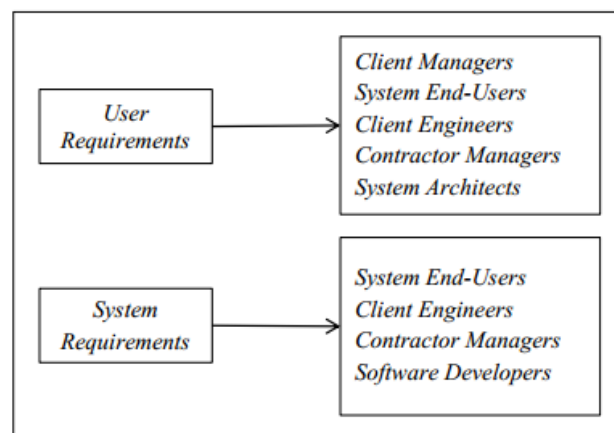 User
Requirements
Client Managers
System End-Users
Client Engineers
Contractor Managers
System Architects
System
Requirements
System End-Users
Client Engineers
Contractor Managers
Software Developers